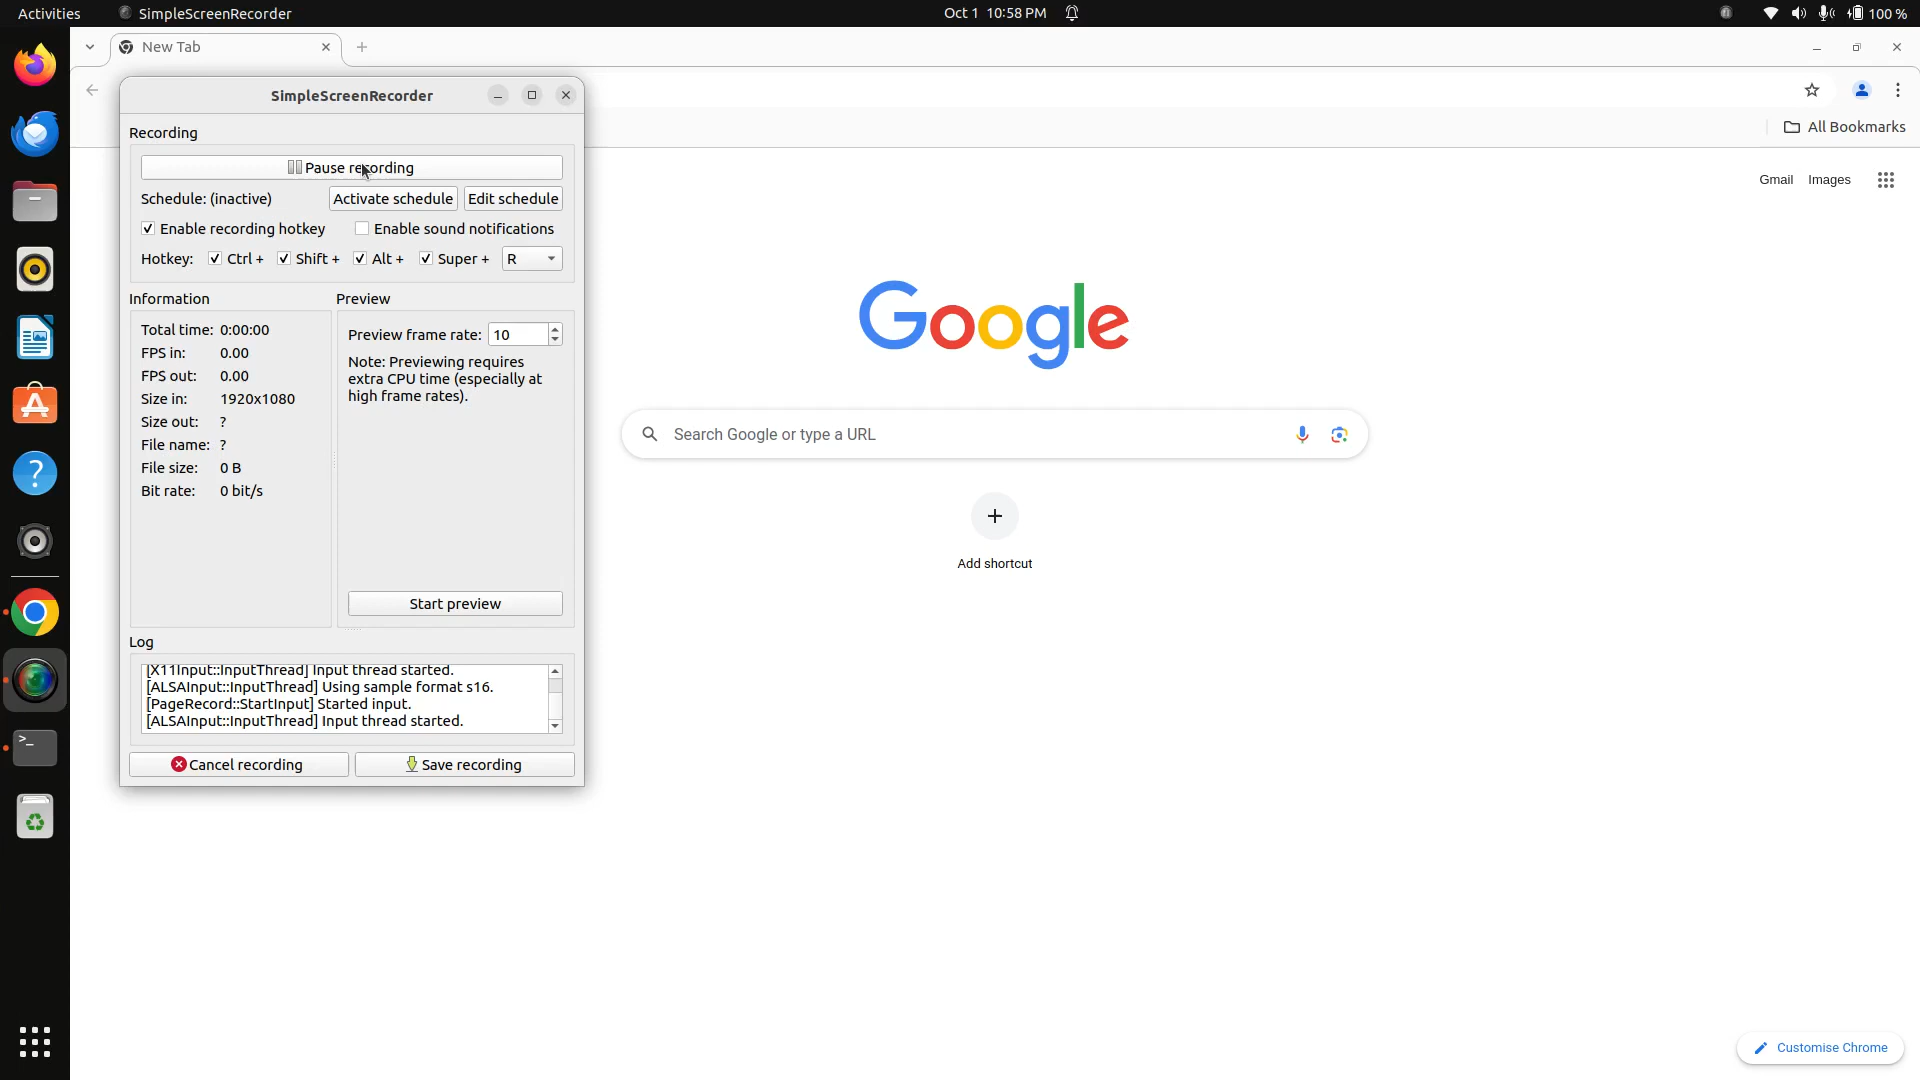 Activities
SimpleScreenRecorder
Oct 1 10:58 PM
100 %
New Tab
All Bookmarks
Gmail
Images
SimpleScreenRecorder
Recording
Pause recording
Schedule: (inactive)
Activate schedule
Edit schedule
Enable recording hotkey
Enable sound notifications
Hotkey:
Ctrl +
Shift +
Alt +
Super +
R
Information
Total time: 0:00:00
FPS in: 0.00
FPS out: 0.00
Size in: 1920x1080
Size out: ?
File name: ?
File size: 0 B
Bit rate: 0 bit/s
Preview
Preview frame rate: 10
Note: Previewing requires
extra CPU time (especially at
high frame rates).
Start preview
Log
[X11Input::InputThread] Input thread started.
[ALSAInput::InputThread] Using sample format s16.
[PageRecord::StartInput] Started input.
[ALSAInput::InputThread] Input thread started.
Cancel recording
Save recording
Google
Search Google or type a URL
Add shortcut
Customise Chrome